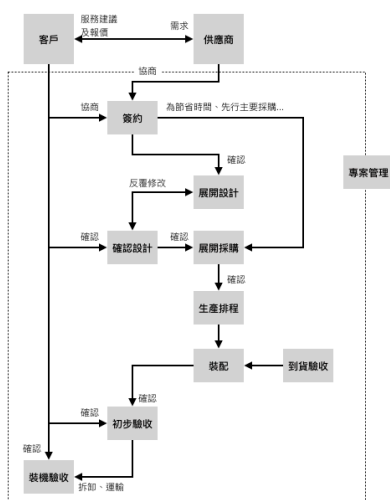 服務建議
及報價
需求
客戶
供應商
協商
協商
簽約
為節省時間、先行主要採購...
確認
專案管理
反覆修改
展開設計
確認
確認設計
確認
展開採購
確認
生產排程
裝配
到貨驗收
確認
確認
初步驗收
確認
裝機驗收
拆卸、運輸